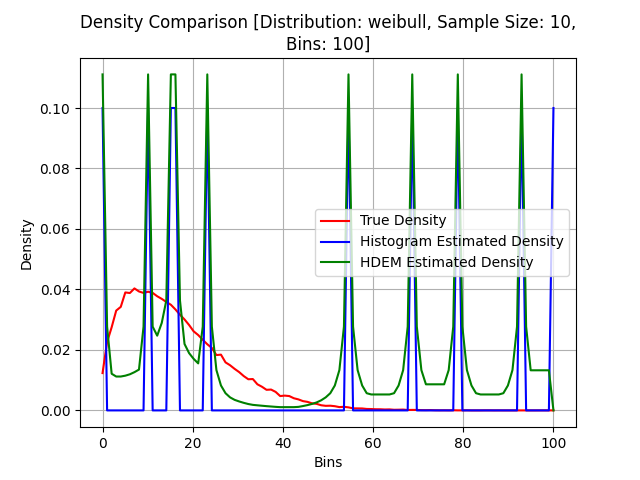 Density Comparison [Distribution: weibull, Sample Size: 10,
Bins: 100]
0.10
0.08
0.06
0.04
0.02
0.00
Density
True Density
Histogram Estimated Density
HDEM Estimated Density
0 20 40 60 80 100
Bins